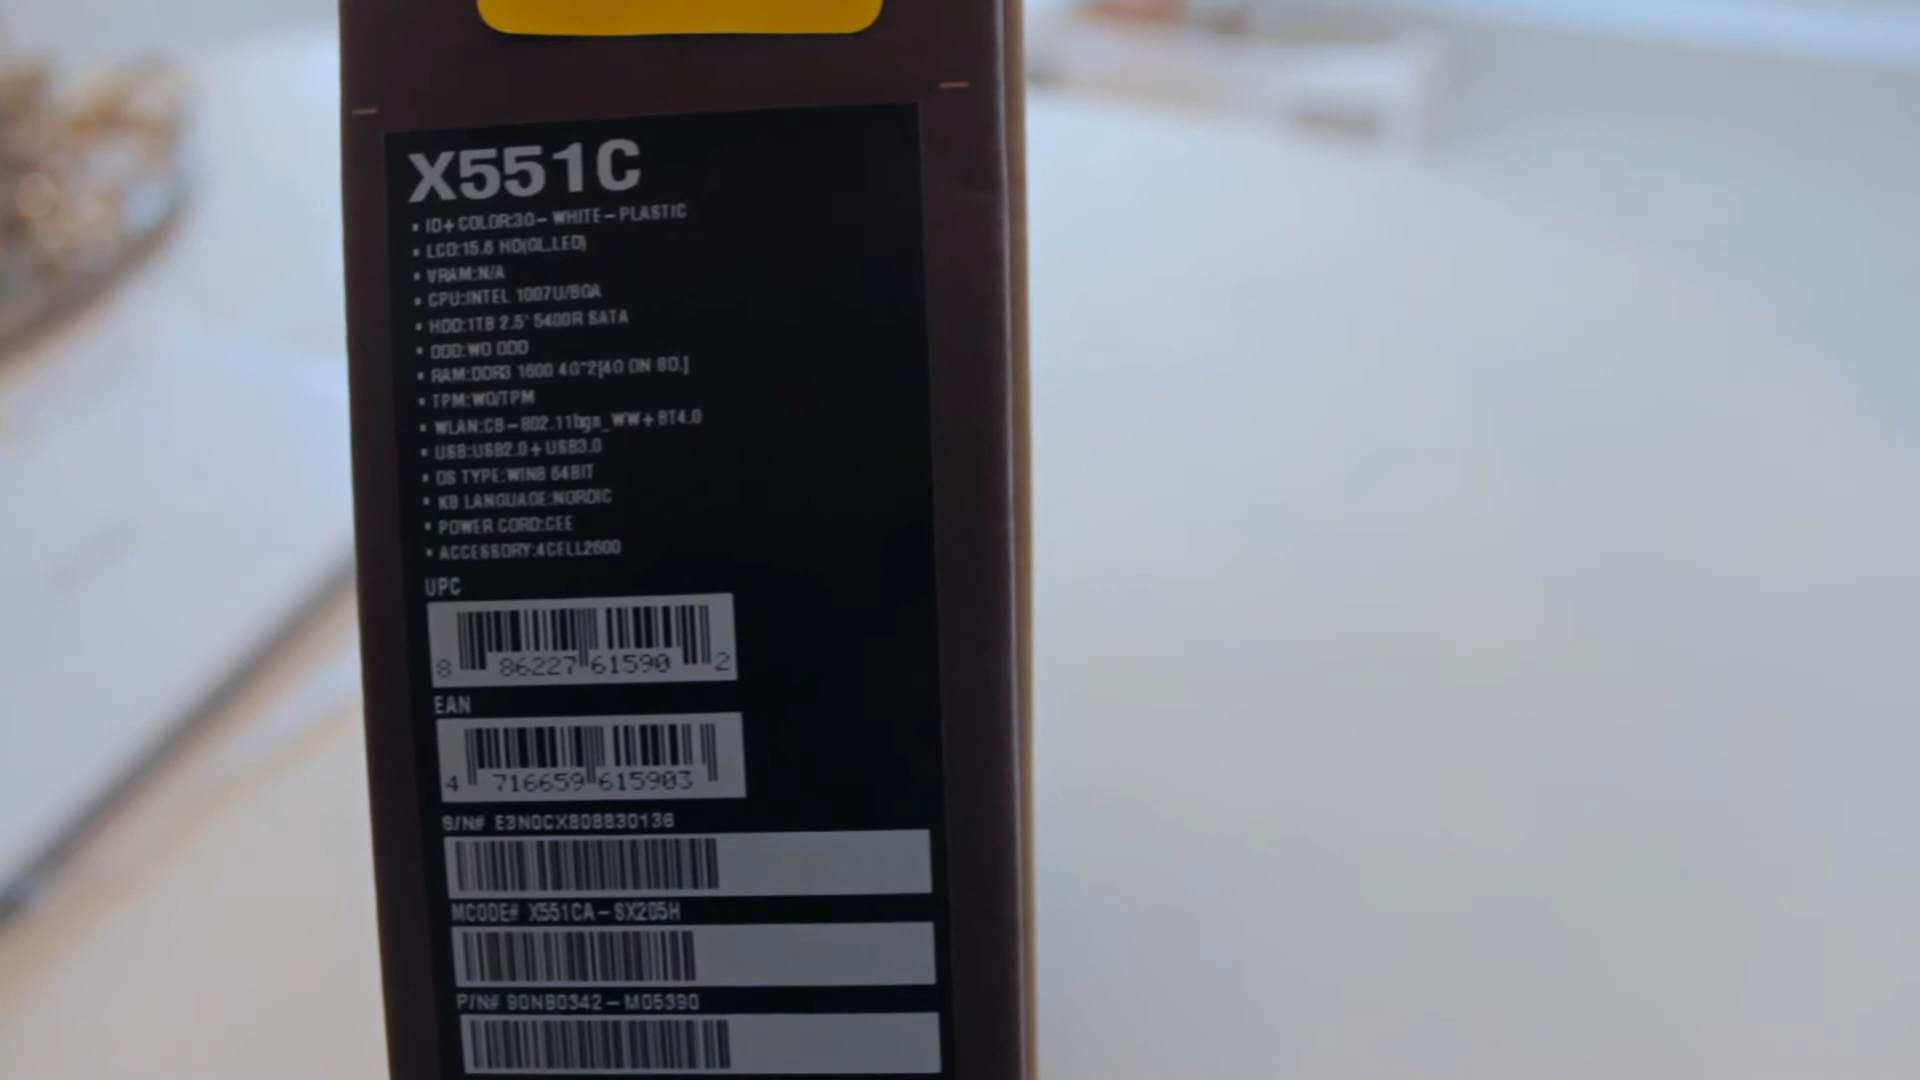 X551C
▪ ID+COLOR:3G-WHITE-PLASTIC
▪ LCD:15.6 HD(GL,LED)
▪ VRAM:N/A
▪ CPU:INTEL 1007U/BGA
▪ HDD:1TB 2.5" 5400R SATA
▪ ODD:WO ODD
▪ RAM:DDR3 1600 4G*2[4G ON BD.]
▪ TPM:WO/TPM
▪ WLAN:CB-802.11bgn_WW+BT4.0
▪ USB:USB2.0+USB3.0
▪ OS TYPE:WIN8 64BIT
▪ KB LANGUAGE:NORDIC
▪ POWER CORD:CEE
▪ ACCESSORY:4CELL2600
UPC
8 86227 61590 2
EAN
4 716659 615903
S/N# E3N0CX808830136
MCODE# X551CA-SX205H
P/N# 90NB0342-M05390